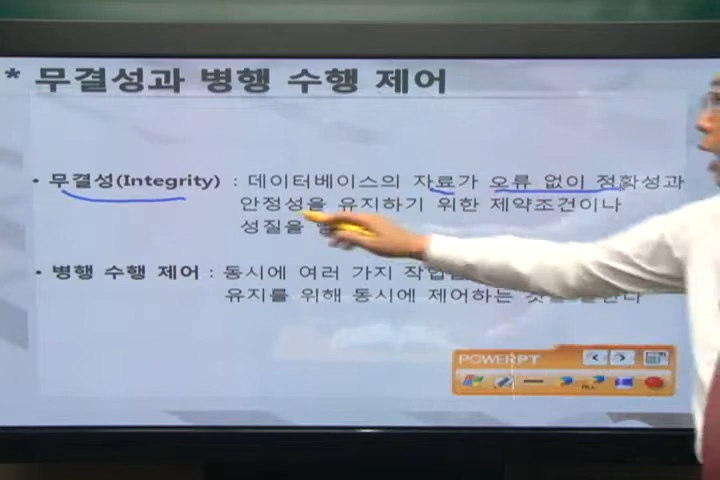 * 무결성과 병행 수행 제어
• 무결성(Integrity) : 데이터베이스의 자료가 오류 없이 정확성과
안정성을 유지하기 위한 제약조건이나
성질을
• 병행 수행 제어 : 동시에 여러 가지
유지를 위해 동시에 제어하는
POWERPT